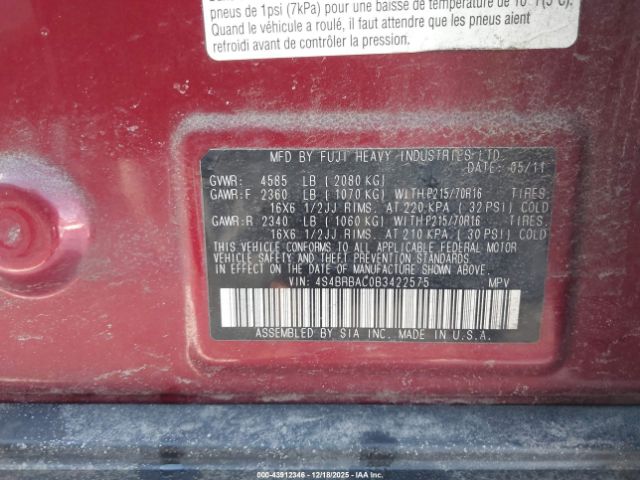 pneus de 1psi (7kPa) pour une baisse de température de 10°F(5°C).
Quand le véhicule a roulé, il faut attendre que les pneus aient
refroidi avant de contrôler la pression.
MFD BY FUJI HEAVY INDUSTRIES LTD.
DATE: 05/11
GVWR: 4585 LB ( 2080 KG)
GAWR:F 2360 LB ( 1070 KG) WITH P215/70R16 TIRES,
16X6 1/2JJ RIMS, AT 220 KPA ( 32 PSI) COLD
GAWR:R 2340 LB ( 1060 KG) WITH P215/70R16 TIRES,
16X6 1/2JJ RIMS, AT 210 KPA ( 30 PSI) COLD
THIS VEHICLE CONFORMS TO ALL APPLICABLE FEDERAL MOTOR
VEHICLE SAFETY AND THEFT PREVENTION STANDARDS
IN EFFECT ON THE DATE OF MANUFACTURE SHOWN ABOVE.
VIN: 4S4BRBAC0B3422575 MPV
ASSEMBLED BY SIA INC. MADE IN U.S.A.
000-43912346 - 12/18/2025 - IAAI.COM